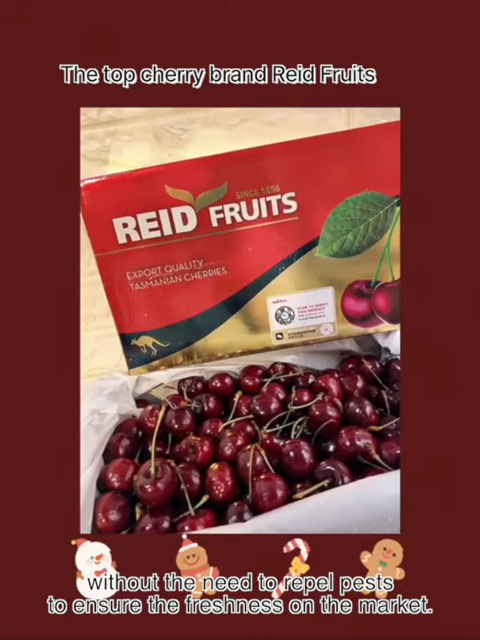 The top cherry brand Reid Fruits
SINCE 1856
REID FRUITS
EXPORT QUALITY
TASMANIAN CHERRIES
without the need to repel pests
to ensure the freshness on the market.